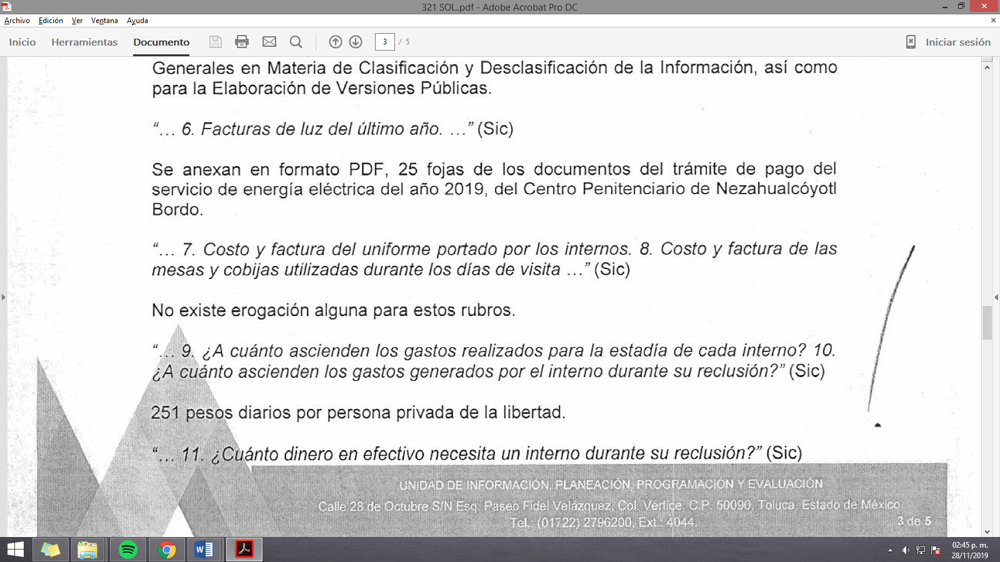 321 SOL..pdf - Adobe Acrobat Pro DC
Archivo Edición Ver Ventana Ayuda
Inicio Herramientas Documento 3 / 5 Iniciar sesión
Generales en Materia de Clasificación y Desclasificación de la Información, así como
para la Elaboración de Versiones Públicas.
“... 6. Facturas de luz del último año. ...” (Sic)
Se anexan en formato PDF, 25 fojas de los documentos del trámite de pago del
servicio de energía eléctrica del año 2019, del Centro Penitenciario de Nezahualcóyotl
Bordo.
“... 7. Costo y factura del uniforme portado por los internos. 8. Costo y factura de las
mesas y cobijas utilizadas durante los días de visita ...” (Sic)
No existe erogación alguna para estos rubros.
“... 9. ¿A cuánto ascienden los gastos realizados para la estadía de cada interno? 10.
¿A cuánto ascienden los gastos generados por el interno durante su reclusión?” (Sic)
251 pesos diarios por persona privada de la libertad.
“... 11. ¿Cuánto dinero en efectivo necesita un interno durante su reclusión?” (Sic)
UNIDAD DE INFORMACIÓN, PLANEACIÓN, PROGRAMACIÓN Y EVALUACIÓN
Calle 28 de Octubre S/N Esq. Paseo Fidel Velázquez, Col. Vértice, C.P. 50090, Toluca, Estado de México
Tel.: (01722) 2796200, Ext.: 4044.
3 de 5
02:45 p. m.
28/11/2019